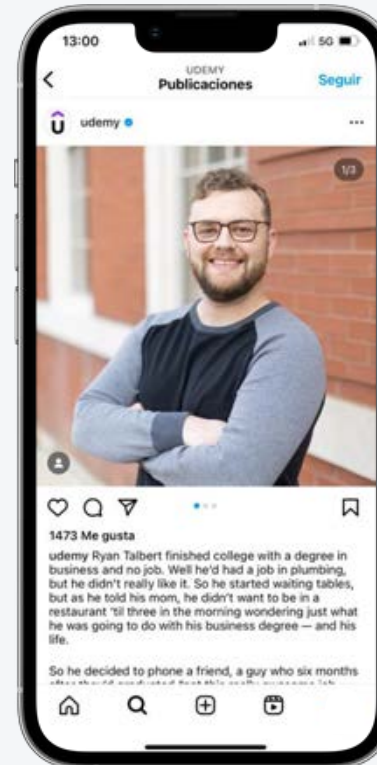 13:00
5G
UDEMY
Publicaciones
Seguir
udemy
1/3
1473 Me gusta
udemy Ryan Talbert finished college with a degree in
business and no job. Well he'd had a job in plumbing,
but he didn't really like it. So he started waiting tables,
but as he told his mom, he didn't want to be in a
restaurant 'til three in the morning wondering just what
he was going to do with his business degree — and his
life.
So he decided to phone a friend, a guy who six months